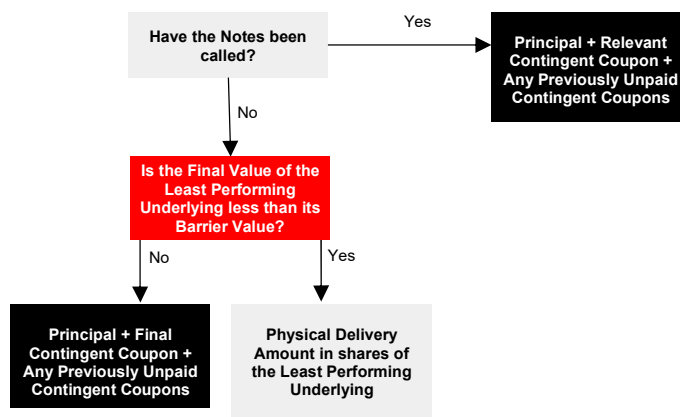 Have the Notes been
called?
Yes
Principal + Relevant
Contingent Coupon +
Any Previously Unpaid
Contingent Coupons
No
Is the Final Value of the
Least Performing
Underlying less than its
Barrier Value?
No
Yes
Principal + Final
Contingent Coupon +
Any Previously Unpaid
Contingent Coupons
Physical Delivery
Amount in shares of
the Least Performing
Underlying